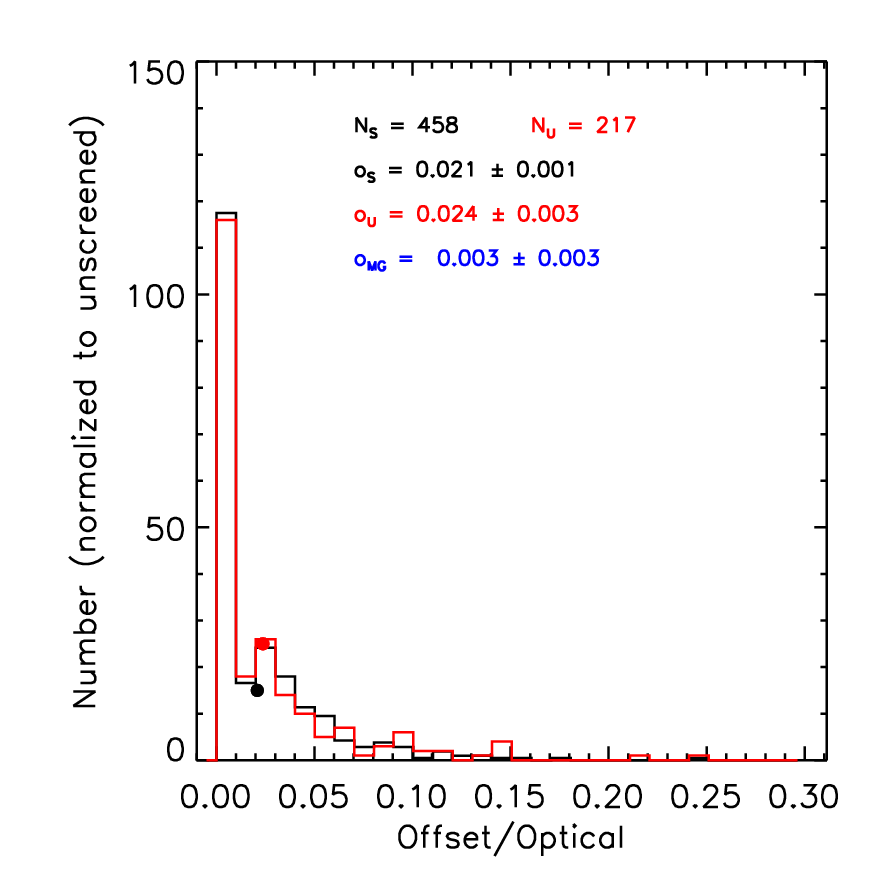 150
N_S = 458 N_U = 217
o_S = 0.021 ± 0.001
o_U = 0.024 ± 0.003
o_MG = 0.003 ± 0.003
100
50
0
Number (normalized to unscreened)
0.00 0.05 0.10 0.15 0.20 0.25 0.30
Offset/Optical